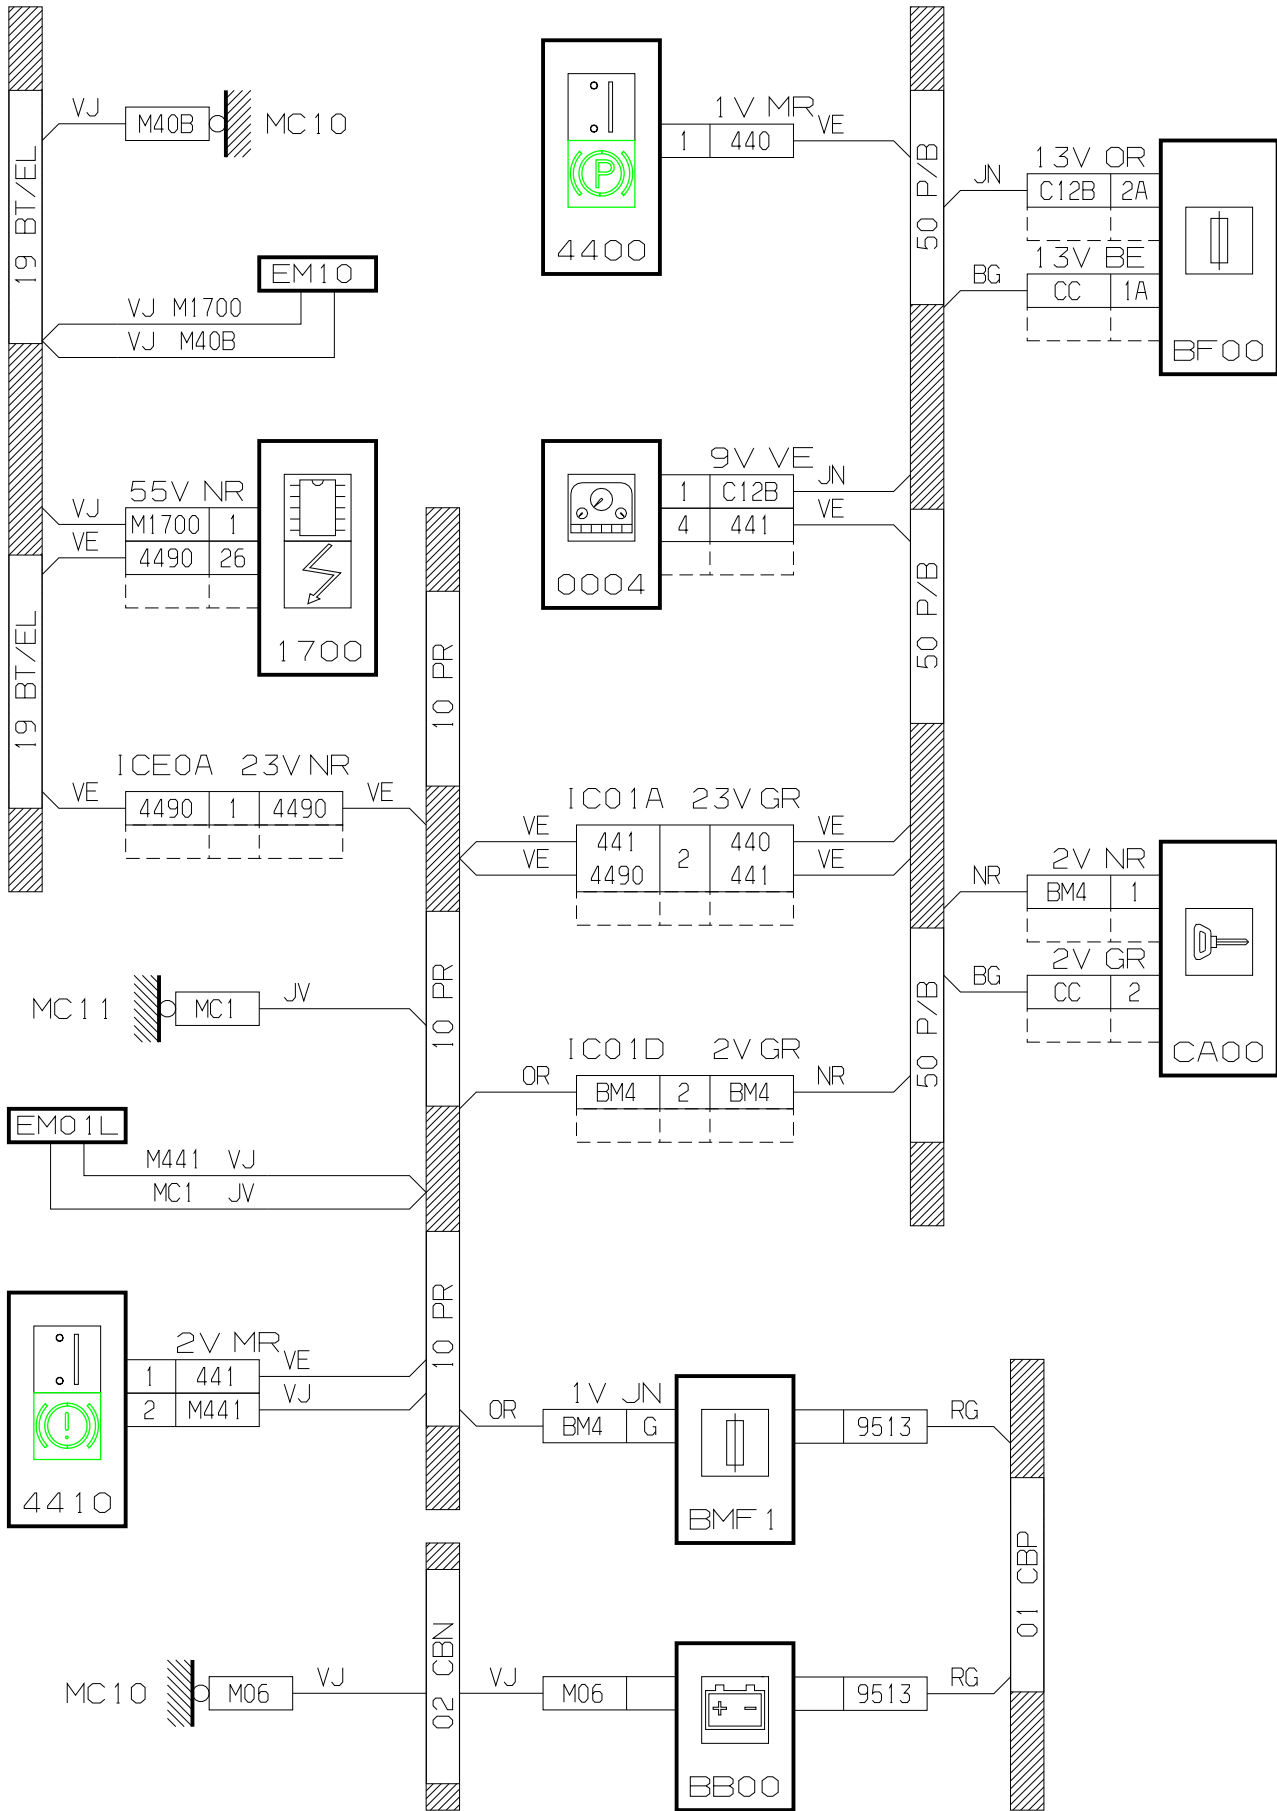 VJ
M40B
MC10
19 BT/EL
EM10
VJ M1700
VJ M40B
1V MR
1 440
VE
4400
50 P/B
JN
13V OR
C12B 2A
BG
13V BE
CC 1A
BF00
55V NR
VJ
M1700 1
VE
4490 26
1700
9V VE
1 C12B
JN
4 441
VE
0004
50 P/B
10 PR
19 BT/EL
ICE0A 23V NR
VE
4490 1 4490
VE
IC01A 23V GR
VE
441
VE
4490
2
440
VE
441
VE
NR
2V NR
BM4 1
BG
2V GR
CC 2
CA00
50 P/B
MC11
MC1
JV
10 PR
IC01D 2V GR
OR
BM4 2 BM4
NR
EM01L
M441 VJ
MC1 JV
10 PR
2V MR
1 441
VE
2 M441
VJ
4410
OR
1V JN
BM4 G
BMF1
9513
RG
01 CBP
MC10
M06
VJ
02 CBN
VJ
M06
BB00
9513
RG